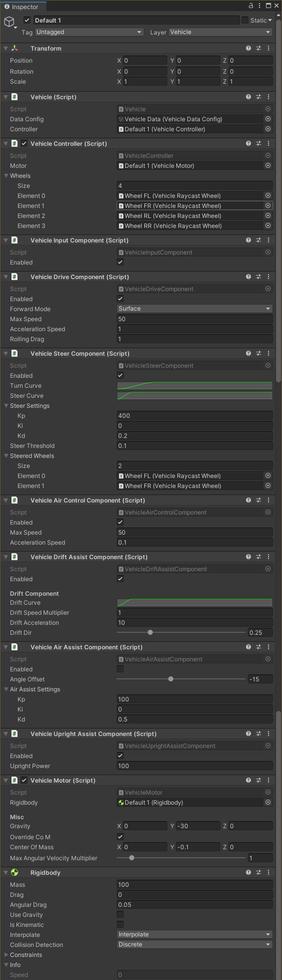 Inspector
Default 1 Static
Tag Untagged Layer Vehicle
Transform
Position X 0 Y 0 Z 0
Rotation X 0 Y 0 Z 0
Scale X 1 Y 1 Z 1
Vehicle (Script)
Script Vehicle
Data Config Vehicle Data (Vehicle Data Config)
Controller Default 1 (Vehicle Controller)
Vehicle Controller (Script)
Script VehicleController
Motor Default 1 (Vehicle Motor)
Wheels
Size 4
Element 0 Wheel FL (Vehicle Raycast Wheel)
Element 1 Wheel FR (Vehicle Raycast Wheel)
Element 2 Wheel RL (Vehicle Raycast Wheel)
Element 3 Wheel RR (Vehicle Raycast Wheel)
Vehicle Input Component (Script)
Script VehicleInputComponent
Enabled
Vehicle Drive Component (Script)
Script VehicleDriveComponent
Enabled
Forward Mode Surface
Max Speed 50
Acceleration Speed 1
Rolling Drag 1
Vehicle Steer Component (Script)
Script VehicleSteerComponent
Enabled
Turn Curve
Steer Curve
Steer Settings
Kp 400
Ki 0
Kd 0.2
Steer Threshold 0.1
Steered Wheels
Size 2
Element 0 Wheel FL (Vehicle Raycast Wheel)
Element 1 Wheel FR (Vehicle Raycast Wheel)
Vehicle Air Control Component (Script)
Script VehicleAirControlComponent
Enabled
Max Speed 50
Acceleration Speed 0.1
Vehicle Drift Assist Component (Script)
Script VehicleDriftAssistComponent
Enabled
Drift Component
Drift Curve
Drift Speed Multiplier 1
Drift Acceleration 10
Drift Dir 0.25
Vehicle Air Assist Component (Script)
Script VehicleAirAssistComponent
Enabled
Angle Offset -15
Air Assist Settings
Kp 100
Ki 0
Kd 0.5
Vehicle Upright Assist Component (Script)
Script VehicleUprightAssistComponent
Enabled
Upright Power 100
Vehicle Motor (Script)
Script VehicleMotor
Rigidbody Default 1 (Rigidbody)
Misc
Gravity X 0 Y -30 Z 0
Override Co M
Center Of Mass X 0 Y -0.1 Z 0
Max Angular Velocity Multiplier 1
Rigidbody
Mass 100
Drag 0
Angular Drag 0.05
Use Gravity
Is Kinematic
Interpolate Interpolate
Collision Detection Discrete
Constraints
Info
Speed 0